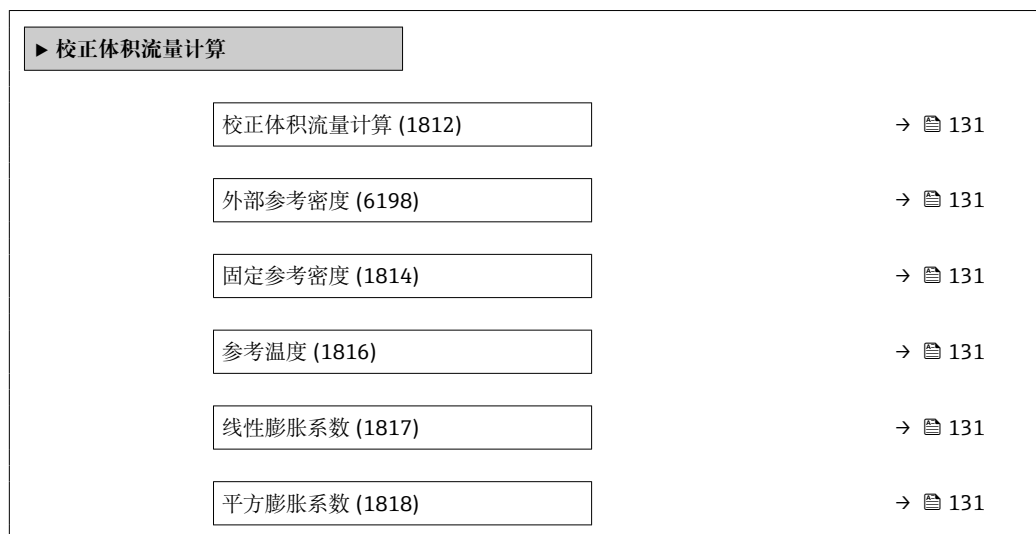 ▶ 校正体积流量计算
校正体积流量计算 (1812) → 131
外部参考密度 (6198) → 131
固定参考密度 (1814) → 131
参考温度 (1816) → 131
线性膨胀系数 (1817) → 131
平方膨胀系数 (1818) → 131